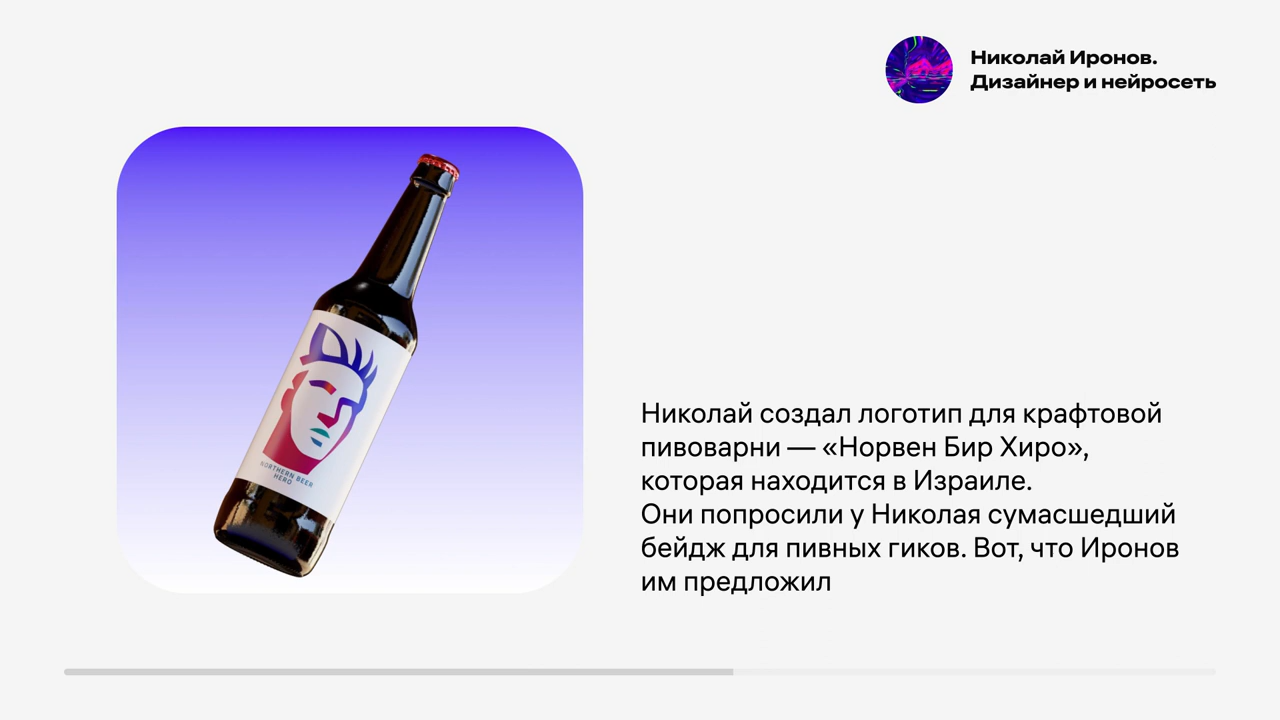 Николай Иронов.
Дизайнер и нейросеть
NORTHERN BEER
HERO
Николай создал логотип для крафтовой
пивоварни — «Норвен Бир Хиро»,
которая находится в Израиле.
Они попросили у Николая сумасшедший
бейдж для пивных гиков. Вот, что Иронов
им предложил